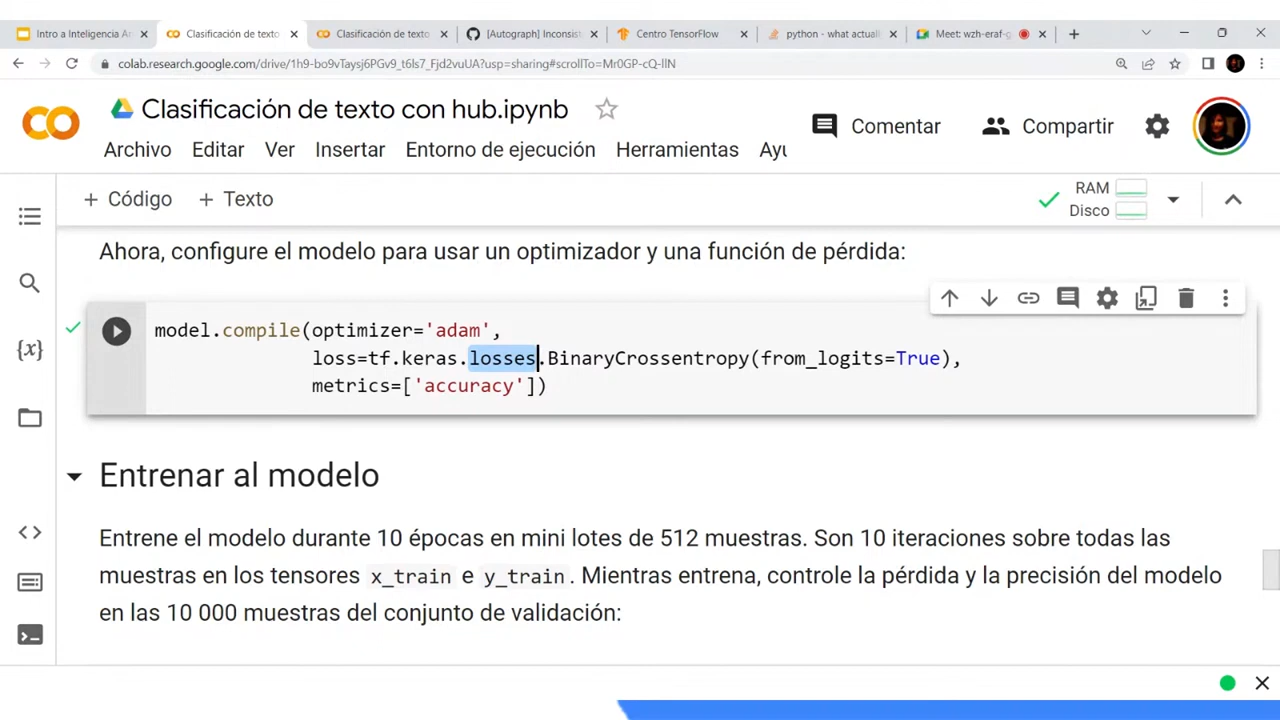 Intro a Inteligencia Ar
Clasificación de texto
Clasificación de texto
[Autograph] Inconsist
Centro TensorFlow
python - what actuall
Meet: wzh-eraf-g
colab.research.google.com/drive/1h9-bo9vTaysj6PGv9_t6ls7_Fjd2vuUA?usp=sharing#scrollTo=Mr0GP-cQ-llN
Clasificación de texto con hub.ipynb
Comentar
Compartir
Archivo Editar Ver Insertar Entorno de ejecución Herramientas Ayu
+ Código + Texto
RAM
Disco
Ahora, configure el modelo para usar un optimizador y una función de pérdida:
model.compile(optimizer='adam',
loss=tf.keras.losses.BinaryCrossentropy(from_logits=True),
metrics=['accuracy'])
{x}
Entrenar al modelo
Entrene el modelo durante 10 épocas en mini lotes de 512 muestras. Son 10 iteraciones sobre todas las
muestras en los tensores x_train e y_train. Mientras entrena, controle la pérdida y la precisión del modelo
en las 10 000 muestras del conjunto de validación: